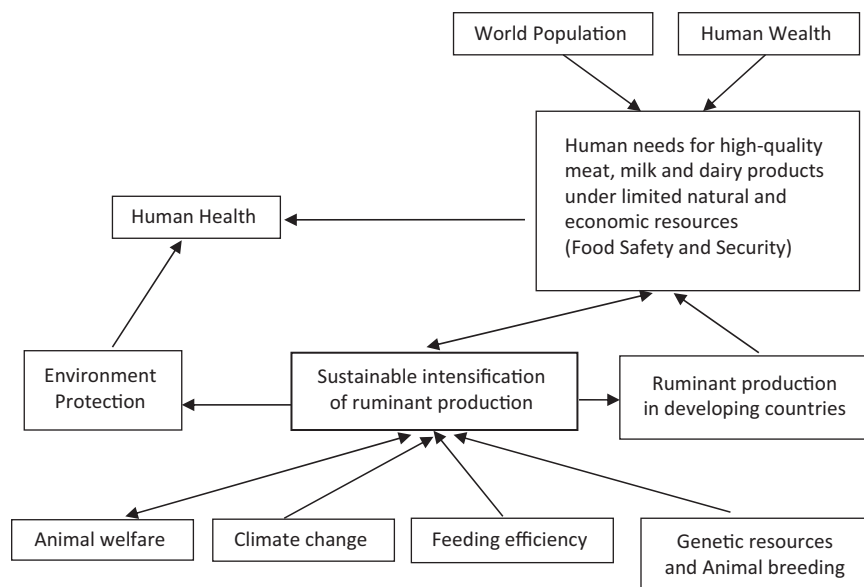 World Population
Human Wealth
Human needs for high-quality
meat, milk and dairy products
under limited natural and
economic resources
(Food Safety and Security)
Human Health
Environment
Protection
Sustainable intensification
of ruminant production
Ruminant production
in developing countries
Animal welfare
Climate change
Feeding efficiency
Genetic resources
and Animal breeding